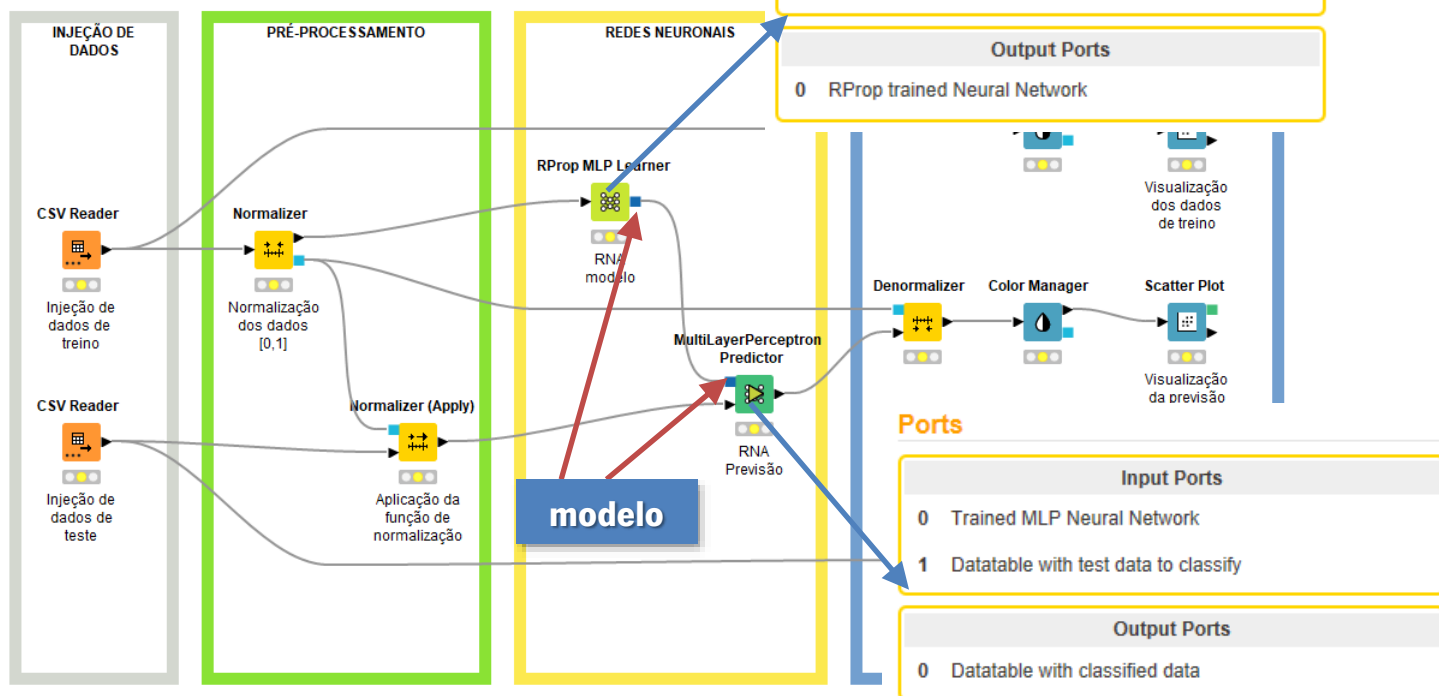 INJEÇÃO DE
DADOS
PRÉ-PROCESSAMENTO
REDES NEURONAIS
Output Ports
0 RProp trained Neural Network
RProp MLP Learner
RNA
modelo
CSV Reader
Injeção de
dados de
treino
Normalizer
Normalização
dos dados
[0,1]
Visualização
dos dados
de treino
Denormalizer
Color Manager
Scatter Plot
Visualização
da previsão
MultiLayerPerceptron
Predictor
RNA
Previsão
CSV Reader
Injeção de
dados de
teste
Normalizer (Apply)
Aplicação da
função de
normalização
modelo
Ports
Input Ports
0 Trained MLP Neural Network
1 Datatable with test data to classify
Output Ports
0 Datatable with classified data